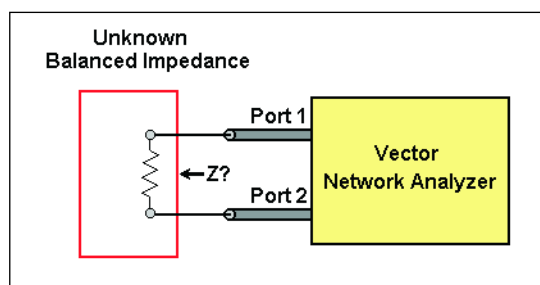 Unknown
Balanced Impedance
Port 1
Z?
Port 2
Vector
Network Analyzer